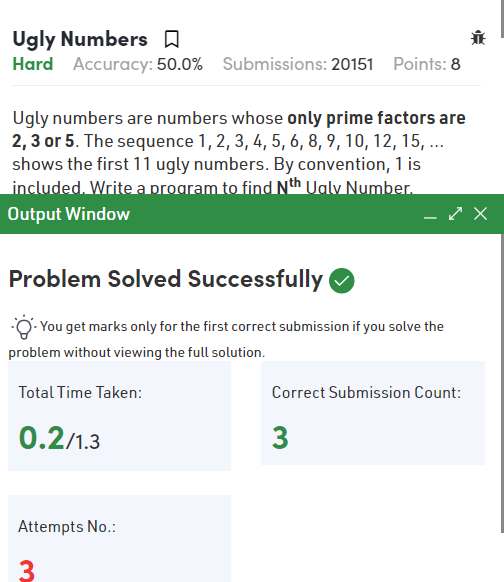 Ugly Numbers
Hard Accuracy: 50.0% Submissions: 20151 Points: 8
Ugly numbers are numbers whose only prime factors are
2, 3 or 5. The sequence 1, 2, 3, 4, 5, 6, 8, 9, 10, 12, 15, ...
shows the first 11 ugly numbers. By convention, 1 is
included. Write a program to find Nth Ugly Number.
Output Window
Problem Solved Successfully
You get marks only for the first correct submission if you solve the
problem without viewing the full solution.
Total Time Taken:
0.2/1.3
Correct Submission Count:
3
Attempts No.:
3